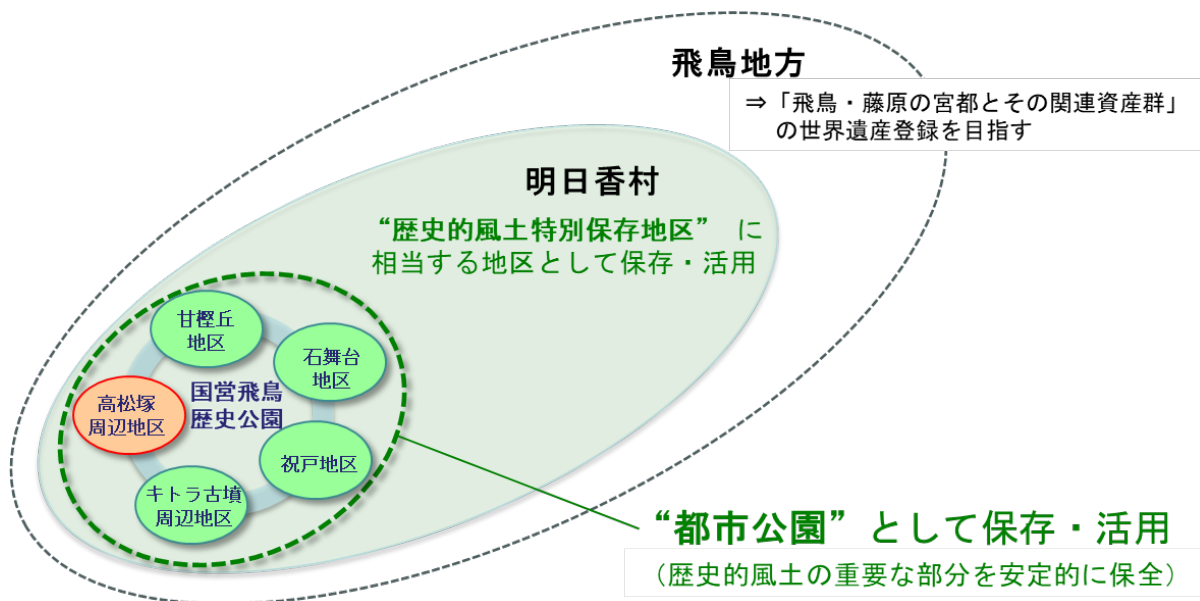 飛鳥地方
⇒「飛鳥・藤原の宮都とその関連資産群」
の世界遺産登録を目指す
明日香村
“歴史的風土特別保存地区” に
相当する地区として保存・活用
甘樫丘
地区
石舞台
地区
国営飛鳥
歴史公園
高松塚
周辺地区
祝戸地区
キトラ古墳
周辺地区
“都市公園” として保存・活用
（歴史的風土の重要な部分を安定的に保全）